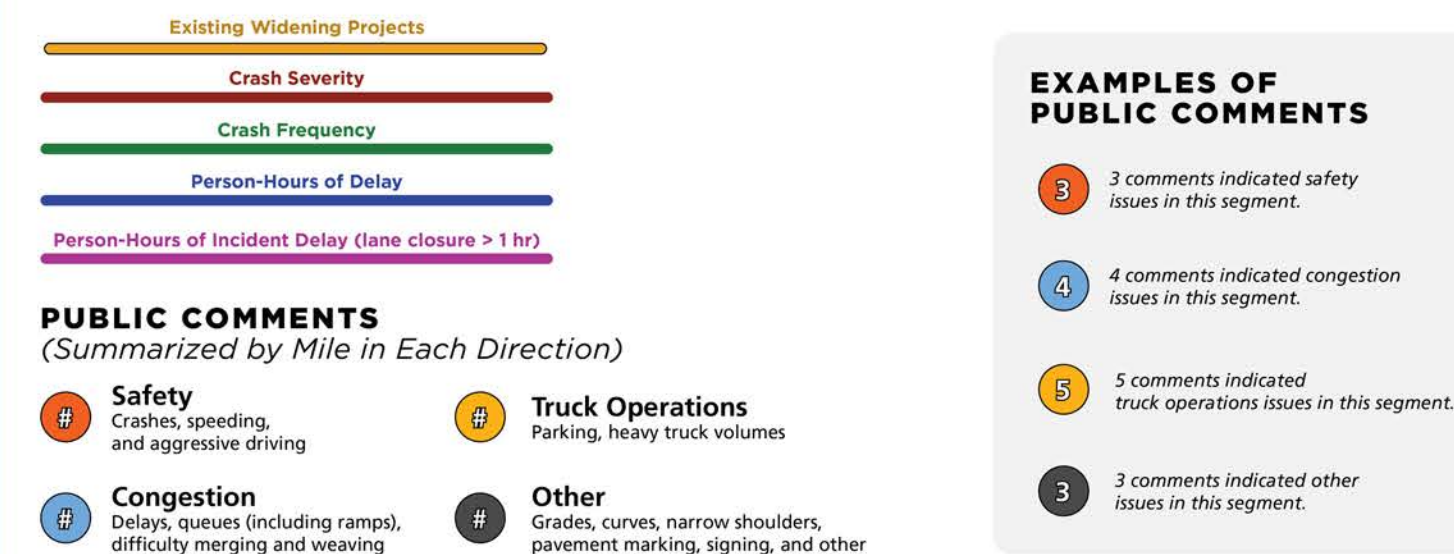 Existing Widening Projects
Crash Severity
Crash Frequency
Person-Hours of Delay
Person-Hours of Incident Delay (lane closure > 1 hr)
PUBLIC COMMENTS
(Summarized by Mile in Each Direction)
# Safety
Crashes, speeding,
and aggressive driving
# Truck Operations
Parking, heavy truck volumes
# Congestion
Delays, queues (including ramps),
difficulty merging and weaving
# Other
Grades, curves, narrow shoulders,
pavement marking, signing, and other
EXAMPLES OF
PUBLIC COMMENTS
3 3 comments indicated safety
issues in this segment.
4 4 comments indicated congestion
issues in this segment.
5 5 comments indicated
truck operations issues in this segment.
3 3 comments indicated other
issues in this segment.